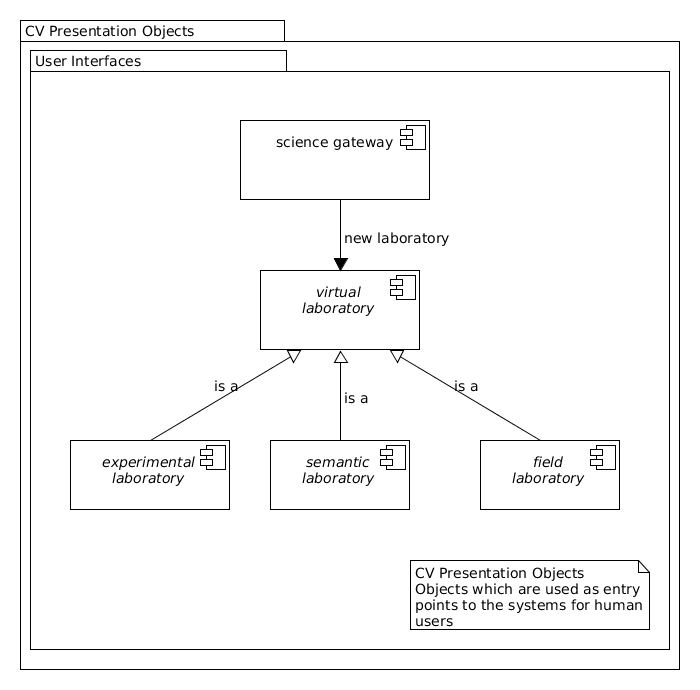 CV Presentation Objects
User Interfaces
science gateway
new laboratory
virtual
laboratory
is a
is a
is a
experimental
laboratory
semantic
laboratory
field
laboratory
CV Presentation Objects
Objects which are used as entry
points to the systems for human
users